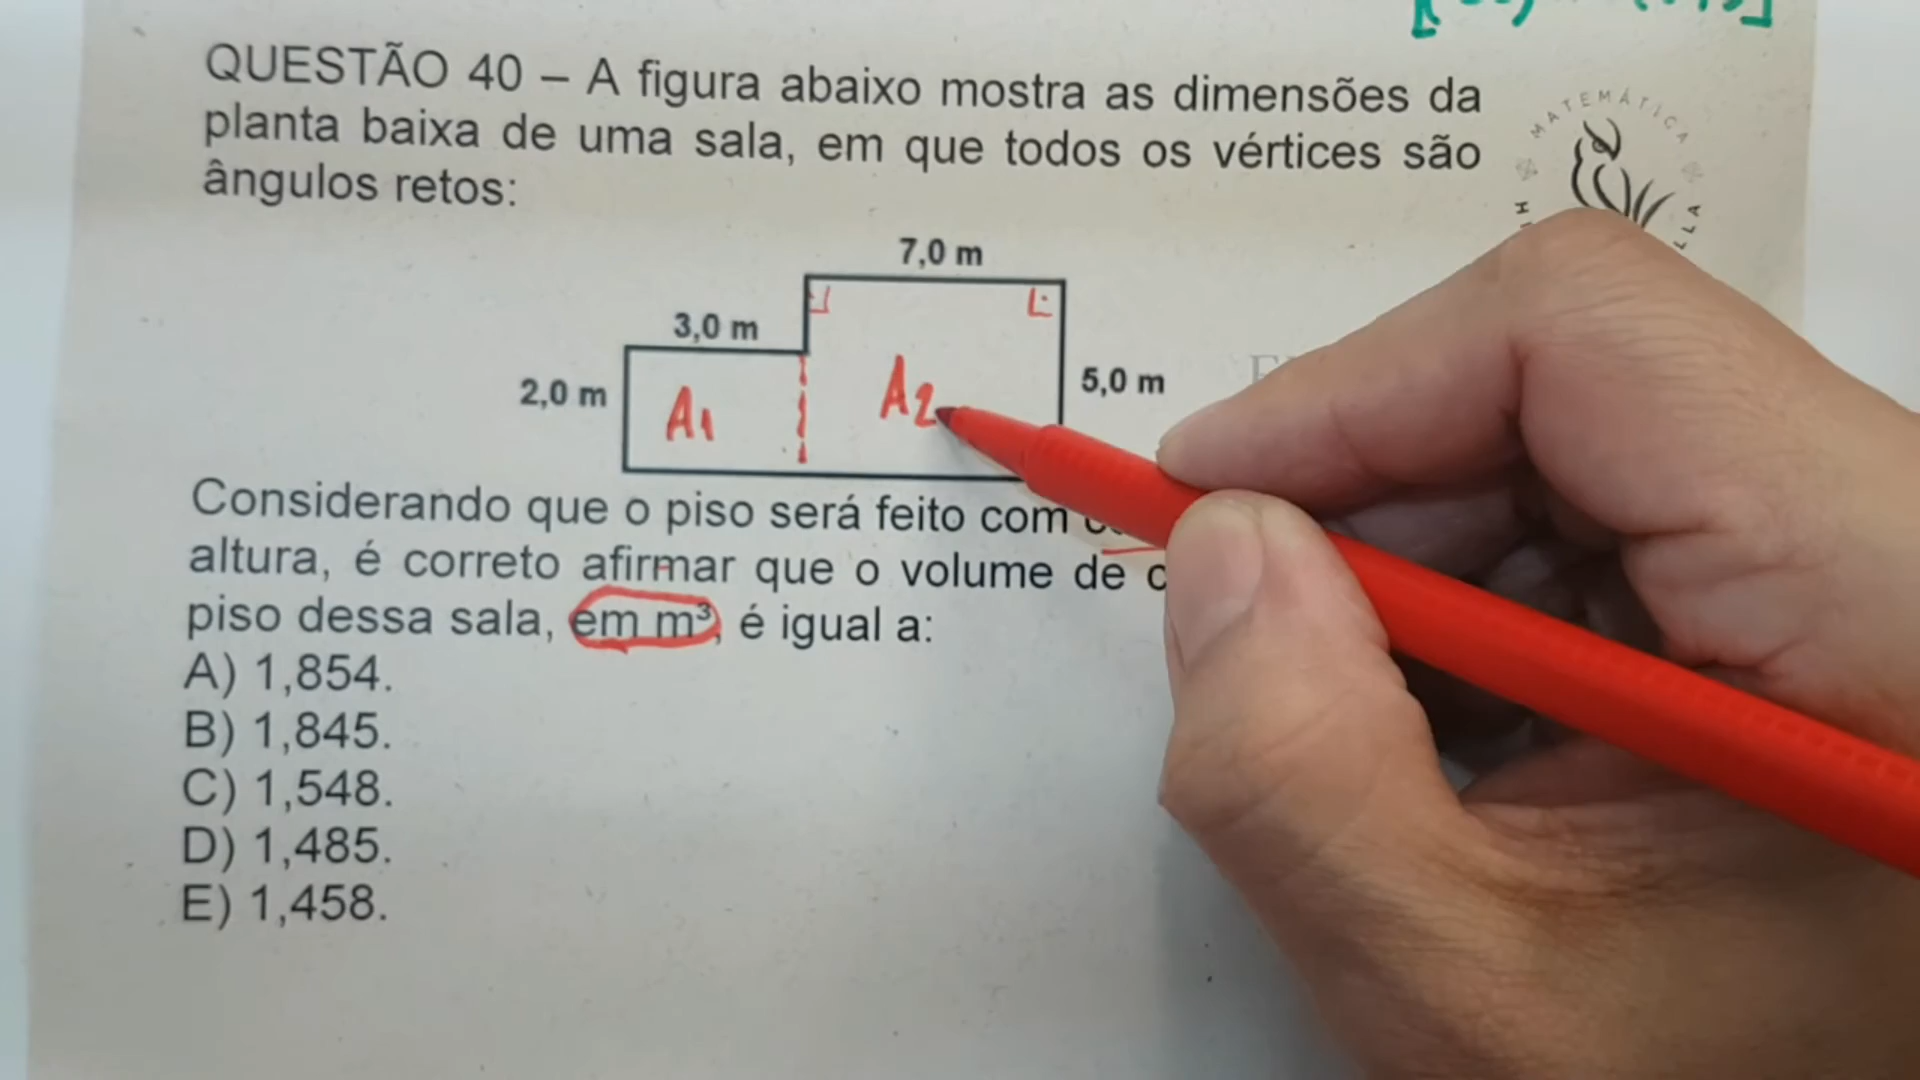 QUESTÃO 40 – A figura abaixo mostra as dimensões da
planta baixa de uma sala, em que todos os vértices são
ângulos retos:
MATEMÁTICA
7,0 m
3,0 m
2,0 m
5,0 m
A1
A2
Considerando que o piso será feito com
altura, é correto afirmar que o volume de
piso dessa sala, em m³, é igual a:
A) 1,854.
B) 1,845.
C) 1,548.
D) 1,485.
E) 1,458.